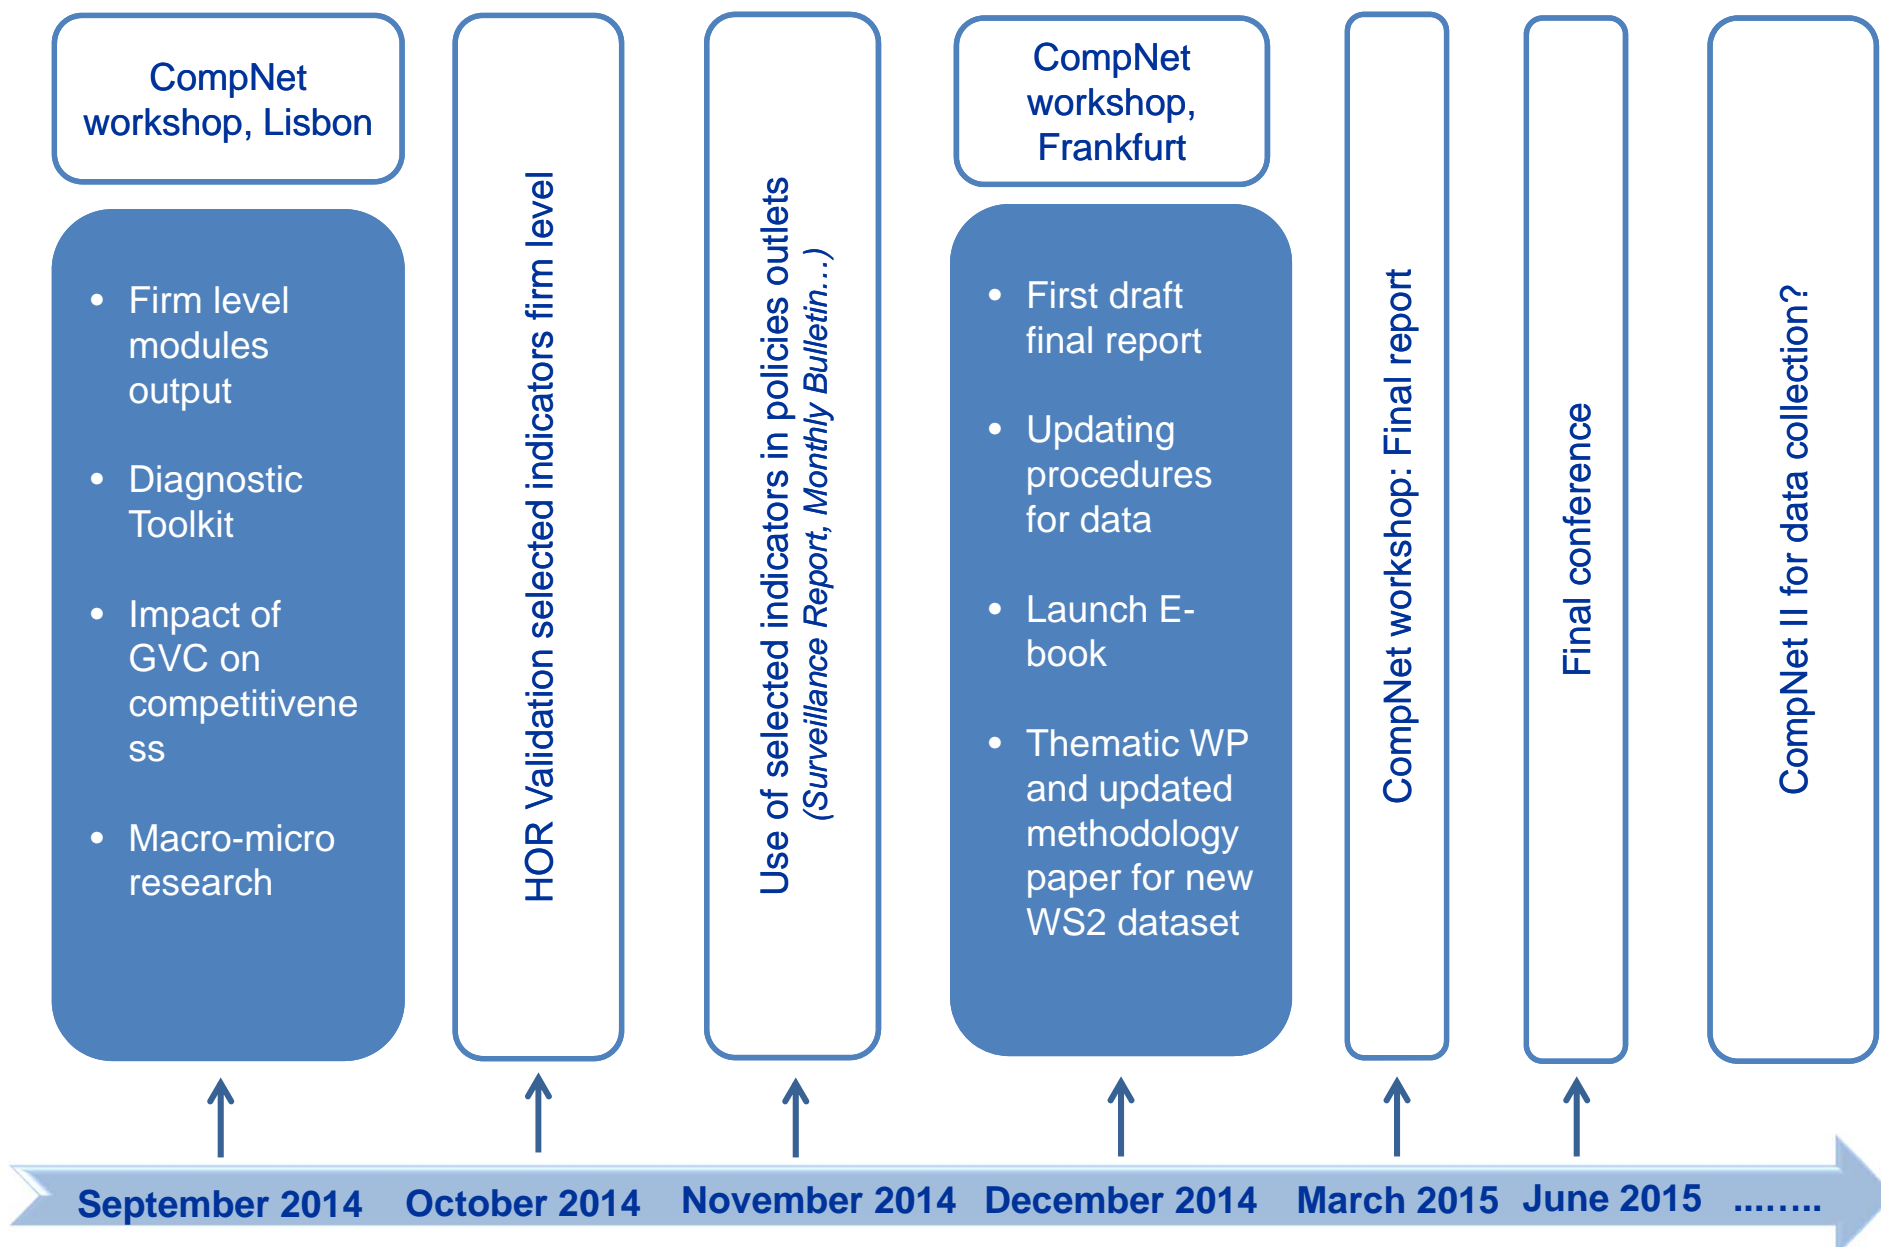 CompNet
workshop, Lisbon
• Firm level
modules
output
• Diagnostic
Toolkit
• Impact of
GVC on
competitivene
ss
• Macro-micro
research
HOR Validation selected indicators firm level
Use of selected indicators in policies outlets
(Surveillance Report, Monthly Bulletin…)
CompNet
workshop,
Frankfurt
• First draft
final report
• Updating
procedures
for data
• Launch E-
book
• Thematic WP
and updated
methodology
paper for new
WS2 dataset
CompNet workshop: Final report
Final conference
CompNet II for data collection?
September 2014
October 2014
November 2014
December 2014
March 2015
June 2015
...…...